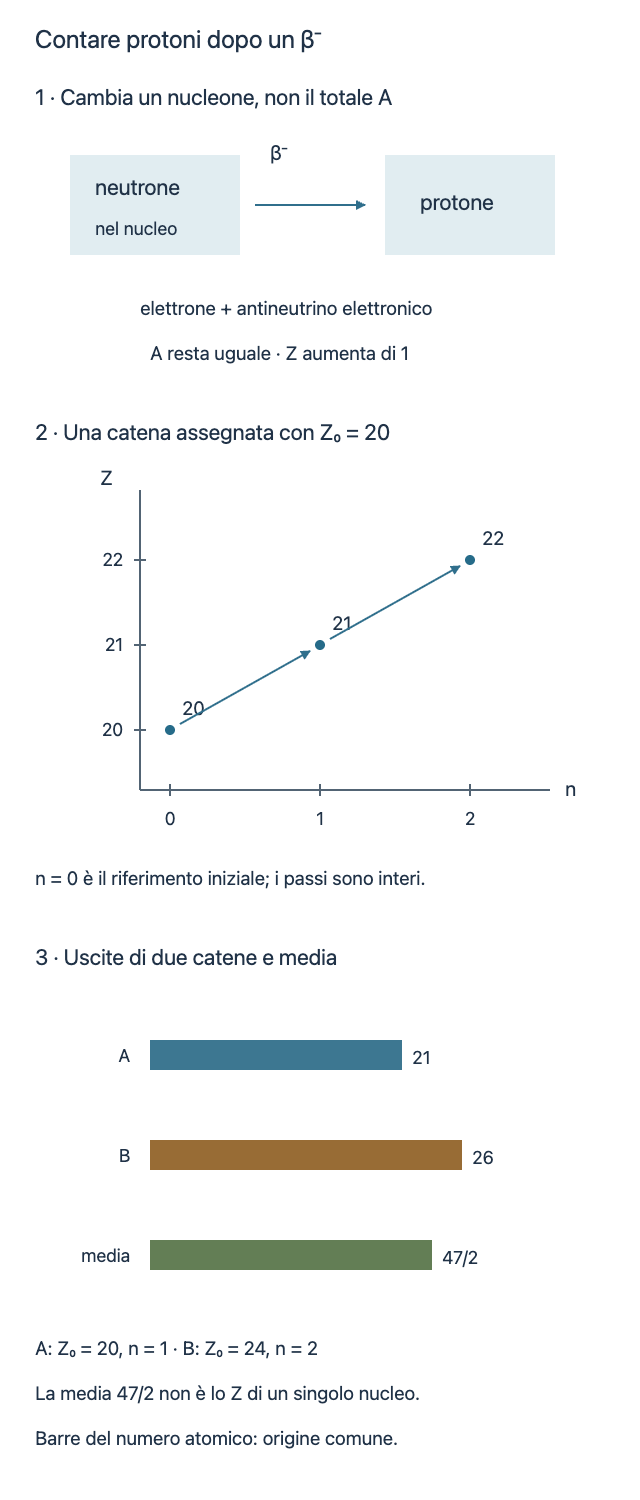 Contare protoni dopo un β⁻
1 · Cambia un nucleone, non il totale A
β⁻
neutrone
nel nucleo
protone
elettrone + antineutrino elettronico
A resta uguale · Z aumenta di 1
2 · Una catena assegnata con Z₀ = 20
Z
22
22
21
21
20
20
n
0
1
2
n = 0 è il riferimento iniziale; i passi sono interi.
3 · Uscite di due catene e media
A
21
B
26
media
47/2
A: Z₀ = 20, n = 1 · B: Z₀ = 24, n = 2
La media 47/2 non è lo Z di un singolo nucleo.
Barre del numero atomico: origine comune.